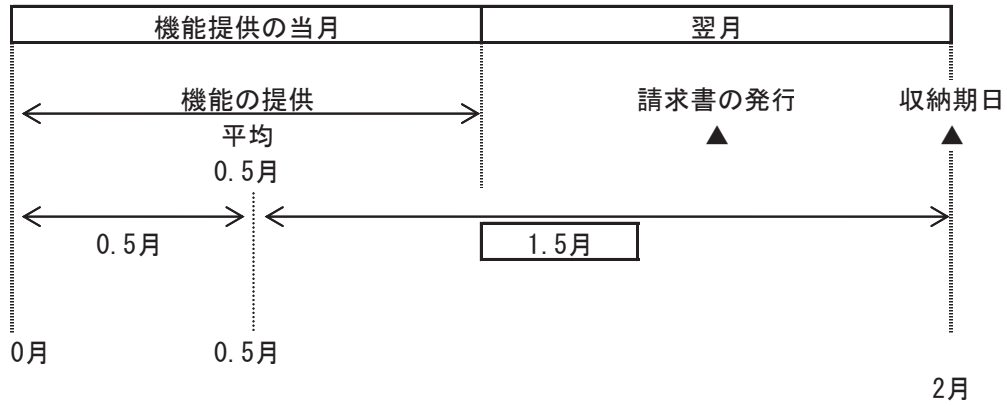 機能提供の当月 翌月
機能の提供 請求書の発行 収納期日
平均 ▲ ▲
0.5月
0.5月 1.5月
0月 0.5月
2月